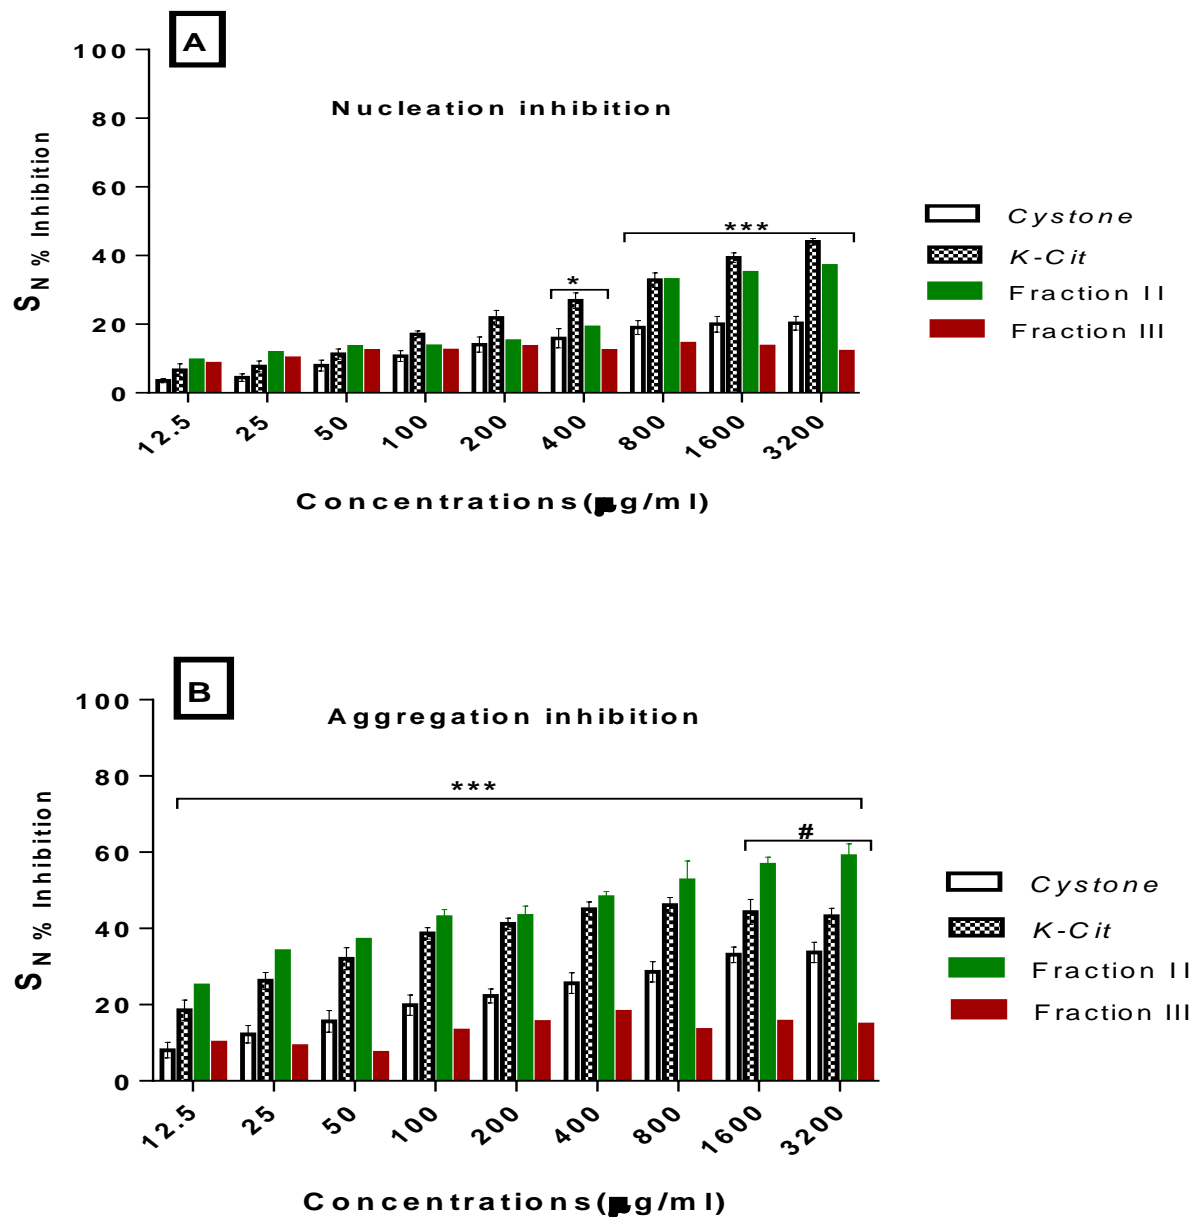 A
Nucleation inhibition
100
80
60
40
20
0
SN % Inhibition
***
*
12.5 25 50 100 200 400 800 1600 3200
Concentrations(μg/ml)
Cystone
K-Cit
Fraction II
Fraction III
B
Aggregation inhibition
100
80
60
40
20
0
SN % Inhibition
***
#
12.5 25 50 100 200 400 800 1600 3200
Concentrations(μg/ml)
Cystone
K-Cit
Fraction II
Fraction III